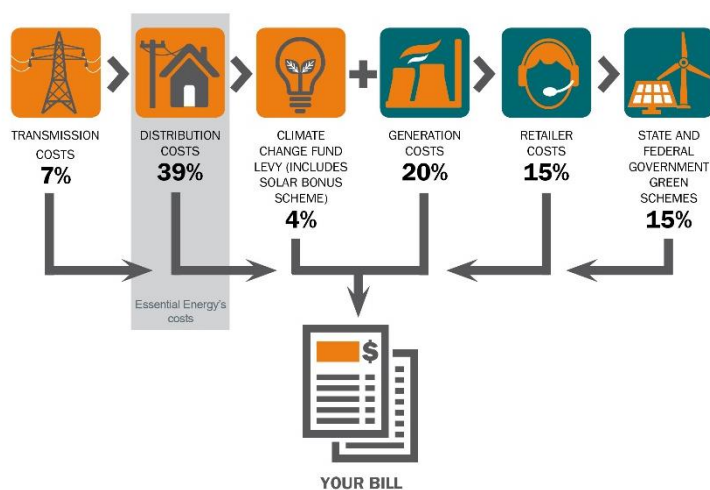 TRANSMISSION
COSTS
7%
DISTRIBUTION
COSTS
39%
CLIMATE
CHANGE FUND
LEVY (INCLUDES
SOLAR BONUS
SCHEME)
4%
GENERATION
COSTS
20%
RETAILER
COSTS
15%
STATE AND
FEDERAL
GOVERNMENT
GREEN
SCHEMES
15%
Essential Energy's
costs
$
YOUR BILL